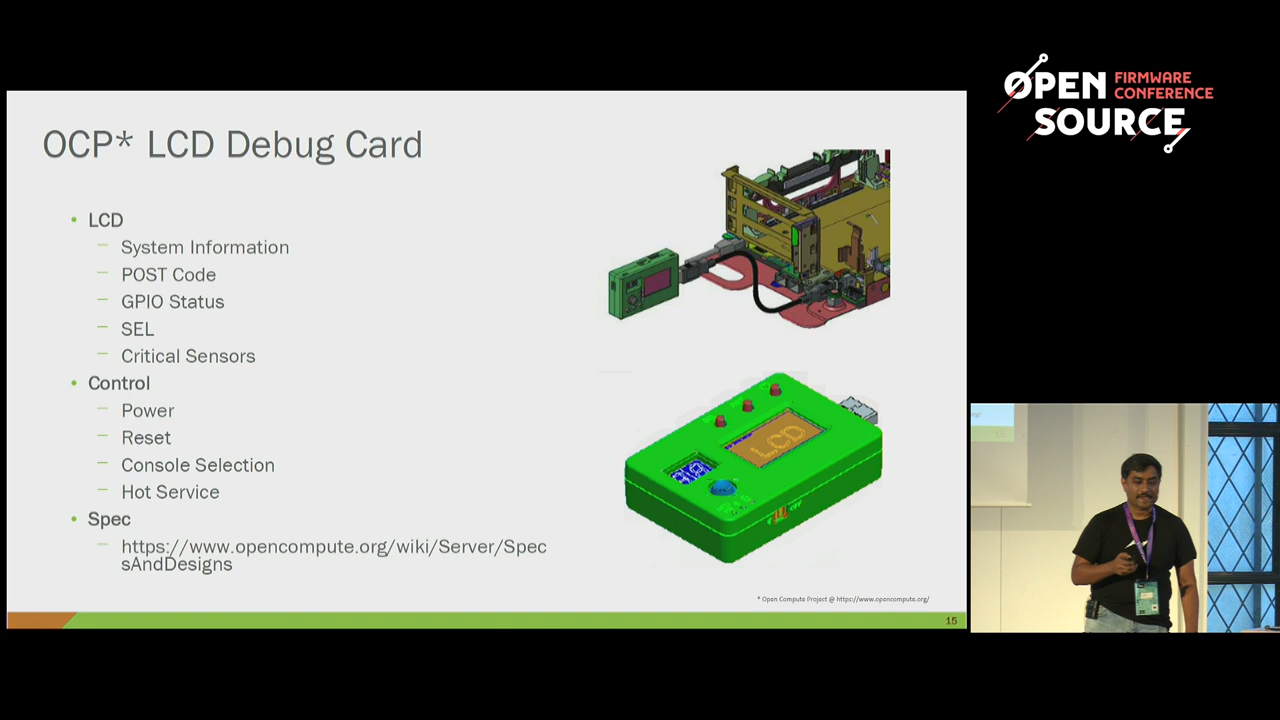 OPEN FIRMWARE
CONFERENCE
SOURCE
OCP* LCD Debug Card
• LCD
– System Information
– POST Code
– GPIO Status
– SEL
– Critical Sensors
• Control
– Power
– Reset
– Console Selection
– Hot Service
• Spec
– https://www.opencompute.org/wiki/Server/Spec
sAndDesigns
LCD
* Open Compute Project @ https://www.opencompute.org/
15
15